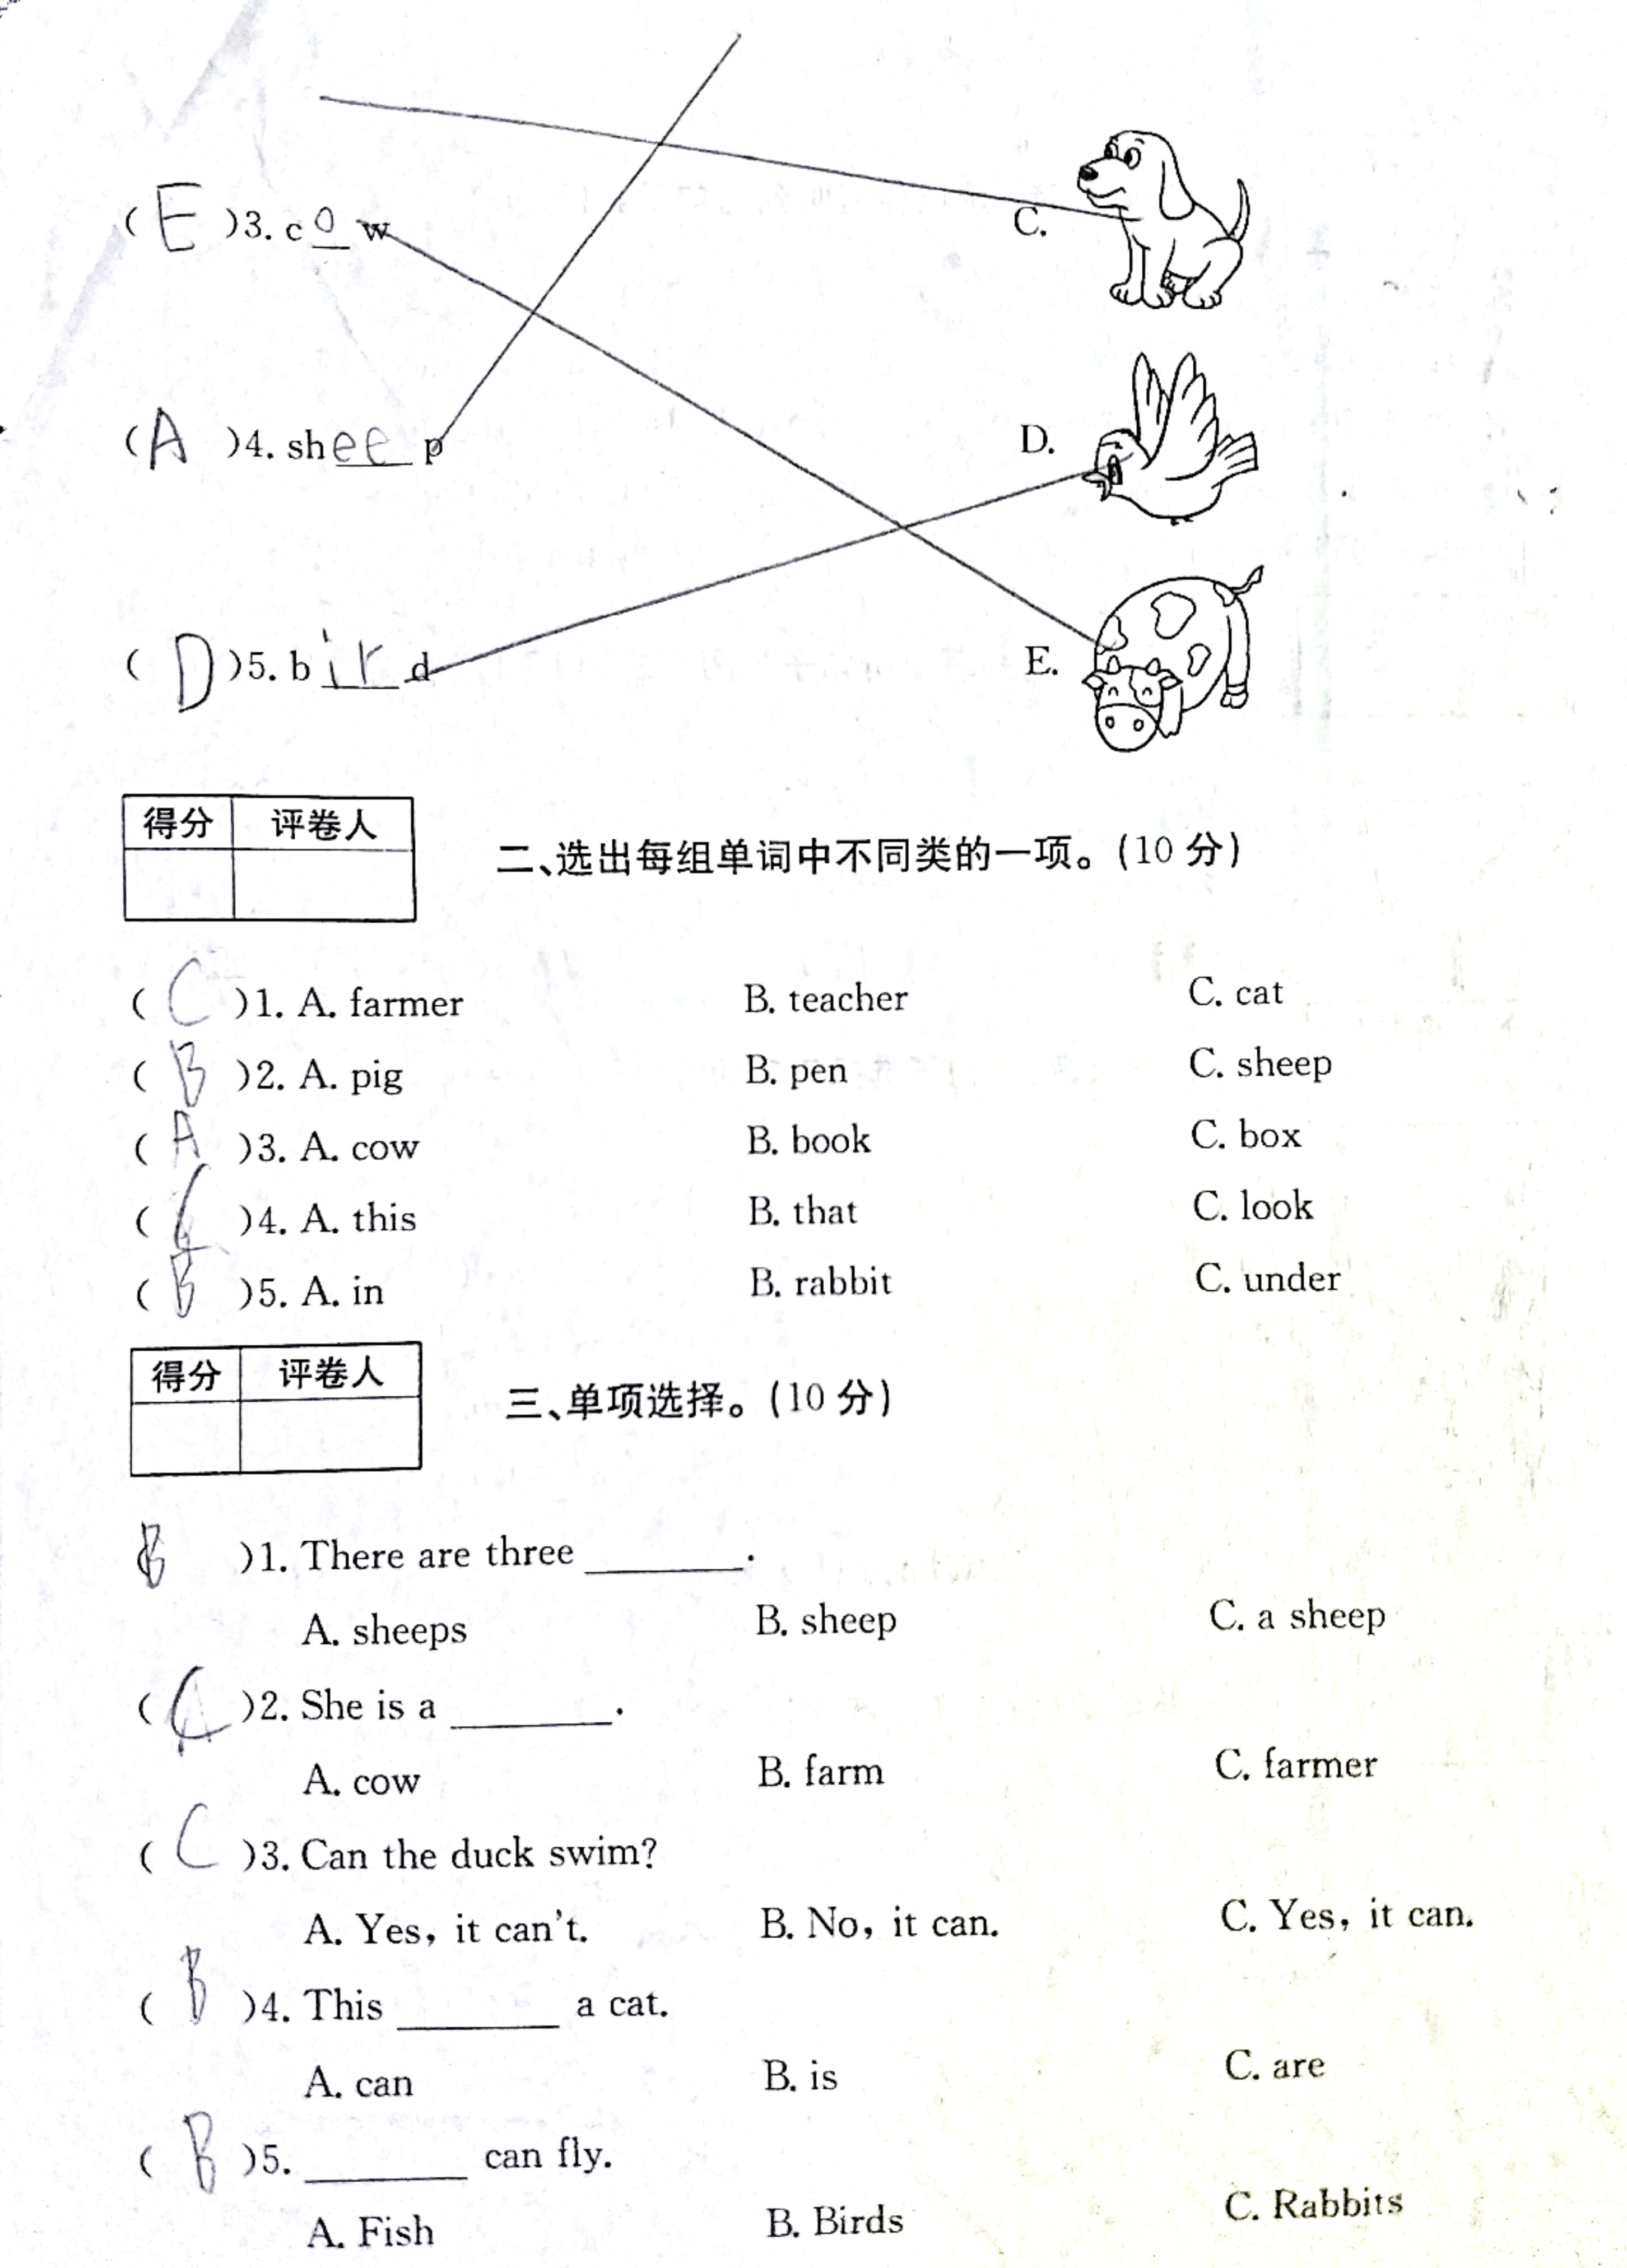 C.
( E )3. c o w
( A )4. sh ee p
D.
( D )5. b ir d
E.
得分 评卷人
二、选出每组单词中不同类的一项。(10 分)
( C )1. A. farmer B. teacher C. cat
( B )2. A. pig B. pen C. sheep
( A )3. A. cow B. book C. box
( C )4. A. this B. that C. look
( B )5. A. in B. rabbit C. under
得分 评卷人
三、单项选择。(10 分)
( B )1. There are three ______.
A. sheeps B. sheep C. a sheep
( C )2. She is a ______.
A. cow B. farm C. farmer
( C )3. Can the duck swim?
A. Yes, it can't. B. No, it can. C. Yes, it can.
( B )4. This ______ a cat.
A. can B. is C. are
( B )5. ______ can fly.
A. Fish B. Birds C. Rabbits